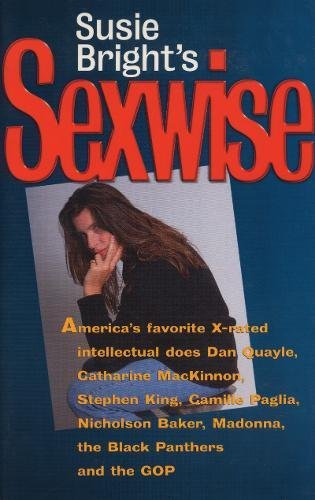 Susie
Bright's
Sexwise
America's favorite X-rated
intellectual does Dan Quayle,
Catharine MacKinnon,
Stephen King, Camille Paglia,
Nicholson Baker, Madonna,
the Black Panthers
and the GOP